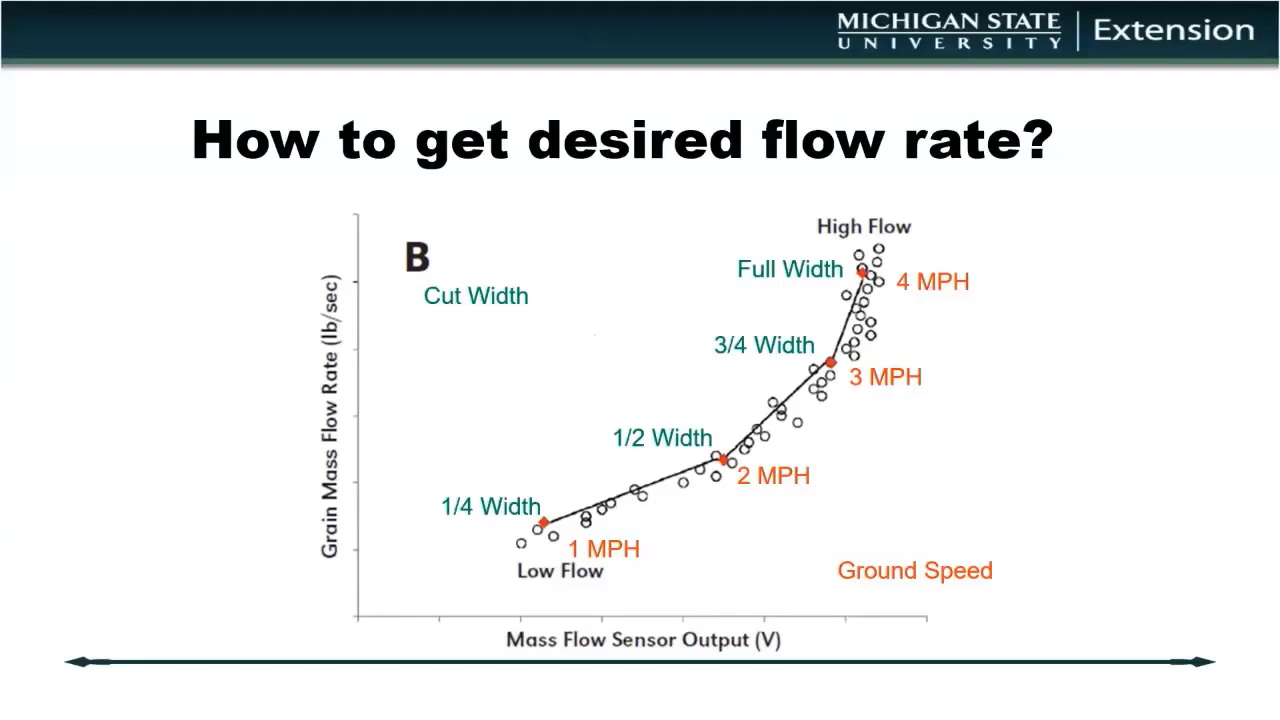 MICHIGAN STATE
UNIVERSITY
Extension
How to get desired flow rate?
B
High Flow
Full Width
4 MPH
Cut Width
3/4 Width
3 MPH
1/2 Width
2 MPH
1/4 Width
1 MPH
Low Flow
Ground Speed
Grain Mass Flow Rate (lb/sec)
Mass Flow Sensor Output (V)